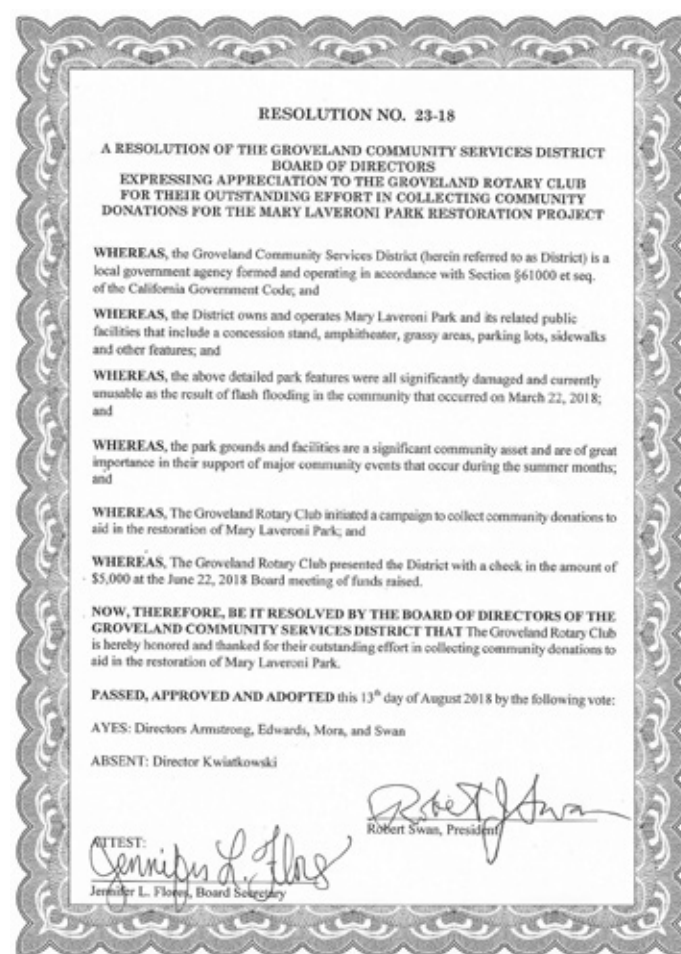 RESOLUTION NO. 23-18
A RESOLUTION OF THE GROVELAND COMMUNITY SERVICES DISTRICT
BOARD OF DIRECTORS
EXPRESSING APPRECIATION TO THE GROVELAND ROTARY CLUB
FOR THEIR OUTSTANDING EFFORT IN COLLECTING COMMUNITY
DONATIONS FOR THE MARY LAVERONI PARK RESTORATION PROJECT
WHEREAS, the Groveland Community Services District (herein referred to as District) is a
local government agency formed and operating in accordance with Section §61000 et seq.
of the California Government Code; and
WHEREAS, the District owns and operates Mary Laveroni Park and its related public
facilities that include a concession stand, amphitheater, grassy areas, parking lots, sidewalks
and other features; and
WHEREAS, the above detailed park features were all significantly damaged and currently
unusable as the result of flash flooding in the community that occurred on March 22, 2018;
and
WHEREAS, the park grounds and facilities are a significant community asset and are of great
importance in their support of major community events that occur during the summer months;
and
WHEREAS, The Groveland Rotary Club initiated a campaign to collect community donations to
aid in the restoration of Mary Laveroni Park; and
WHEREAS, The Groveland Rotary Club presented the District with a check in the amount of
$5,000 at the June 22, 2018 Board meeting of funds raised.
NOW, THEREFORE, BE IT RESOLVED BY THE BOARD OF DIRECTORS OF THE
GROVELAND COMMUNITY SERVICES DISTRICT THAT The Groveland Rotary Club
is hereby honored and thanked for their outstanding effort in collecting community donations to
aid in the restoration of Mary Laveroni Park.
PASSED, APPROVED AND ADOPTED this 13th day of August 2018 by the following vote:
AYES: Directors Armstrong, Edwards, Mora, and Swan
ABSENT: Director Kwiatkowski
Robert J Swan
Robert Swan, President
ATTEST:
Jennifer L. Flores
Jennifer L. Flores, Board Secretary